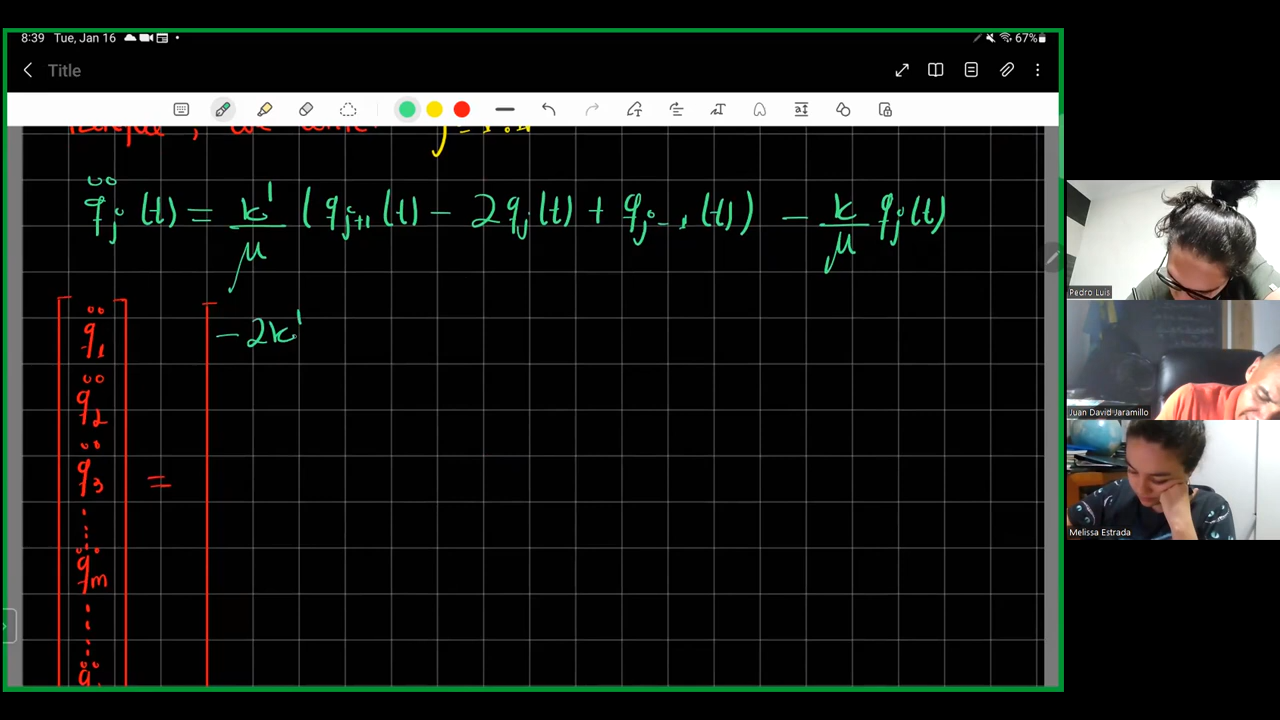 8:39 Tue, Jan 16
67%
Title
q̈ⱼ(t) = k'/μ (qⱼ₊₁(t) − 2qⱼ(t) + qⱼ₋₁(t)) − k/μ qⱼ(t)
q̈₁
−2k'
q̈₂
q̈₃
=
⋮
q̈ₘ
⋮
Pedro Luis
Juan David Jaramillo
Melissa Estrada